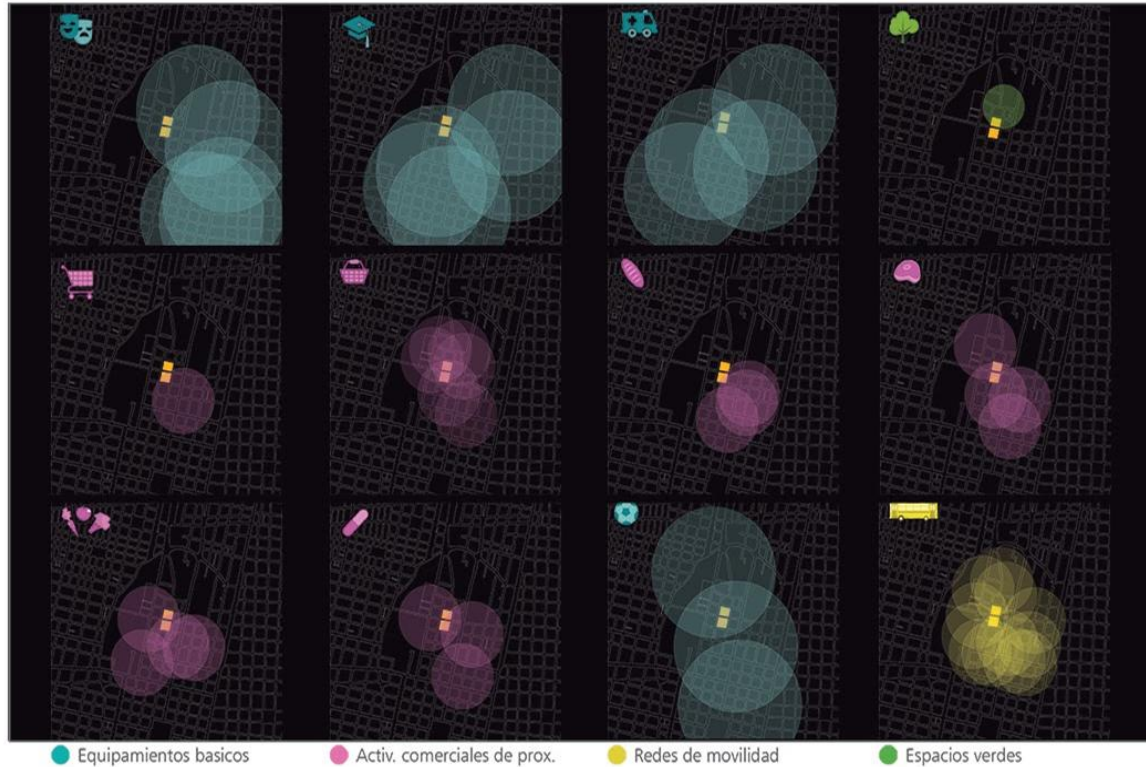 Equipamientos basicos
Activ. comerciales de prox.
Redes de movilidad
Espacios verdes